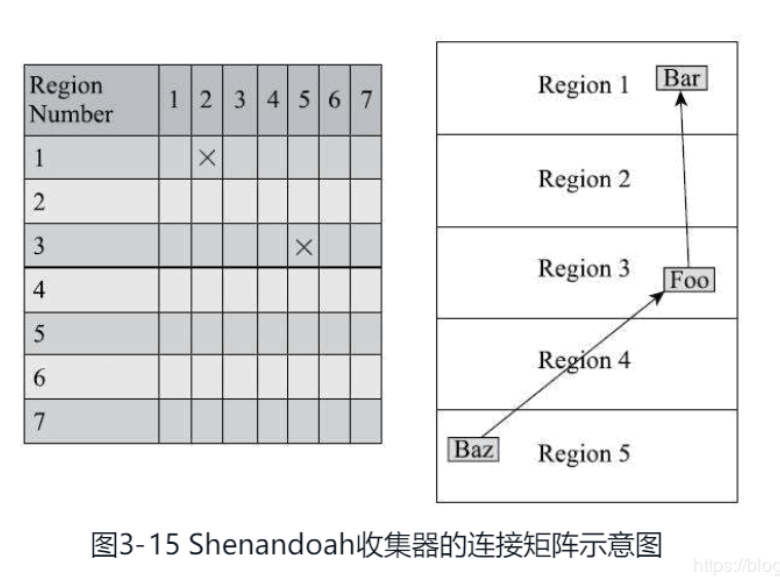 Region
Number
1 2 3 4 5 6 7
1 ×
2
3 ×
4
5
6
7
Region 1 Bar
Region 2
Region 3 Foo
Region 4
Baz Region 5
图3-15 Shenandoah收集器的连接矩阵示意图
https://blog